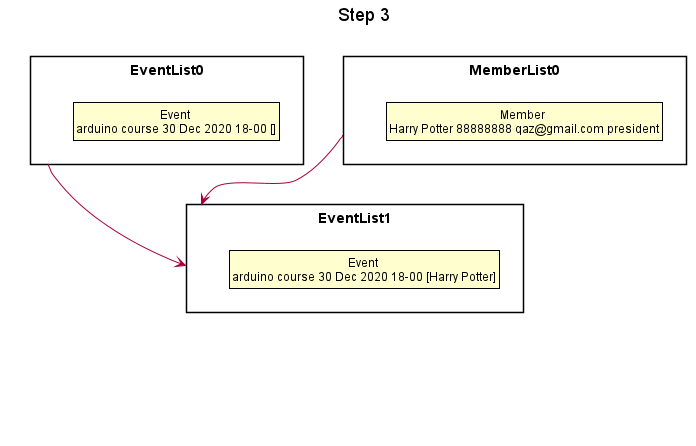 Step 3
EventList0
Event
arduino course 30 Dec 2020 18-00 []
MemberList0
Member
Harry Potter 88888888 qaz@gmail.com president
EventList1
Event
arduino course 30 Dec 2020 18-00 [Harry Potter]